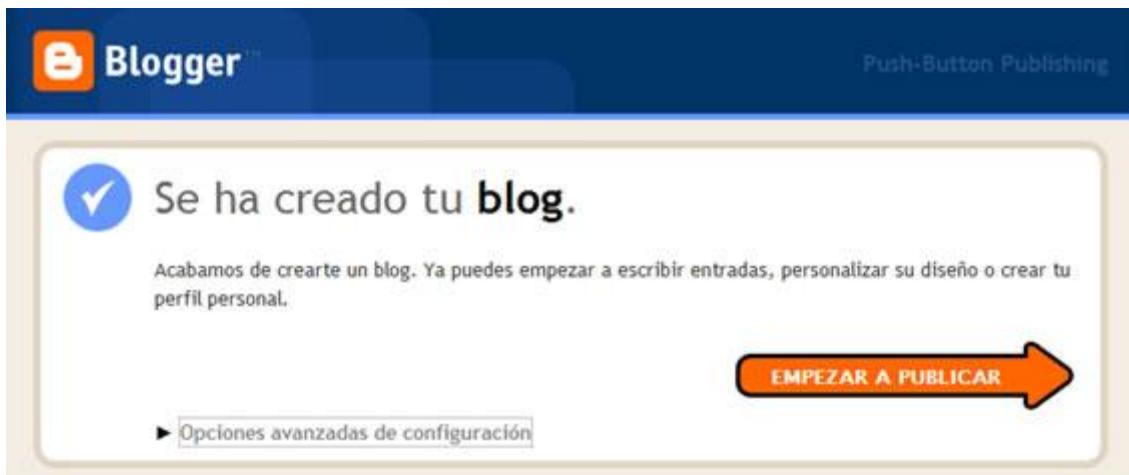 Blogger™
Push-Button Publishing
Se ha creado tu blog.
Acabamos de crearte un blog. Ya puedes empezar a escribir entradas, personalizar su diseño o crear tu
perfil personal.
EMPEZAR A PUBLICAR
► Opciones avanzadas de configuración